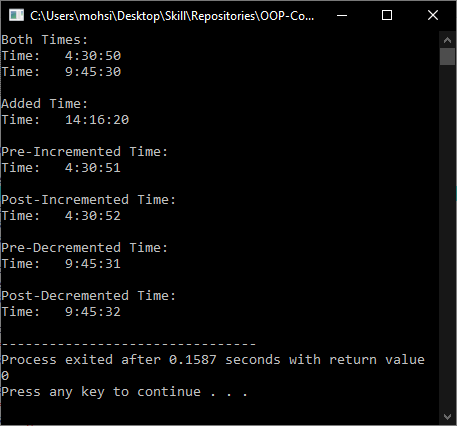 C:\Users\mohsi\Desktop\Skill\Repositories\OOP-Co...
Both Times:
Time:   4:30:50
Time:   9:45:30
Added Time:
Time:   14:16:20
Pre-Incremented Time:
Time:   4:30:51
Post-Incremented Time:
Time:   4:30:52
Pre-Decremented Time:
Time:   9:45:31
Post-Decremented Time:
Time:   9:45:32
--------------------------------
Process exited after 0.1587 seconds with return value
0
Press any key to continue . . .